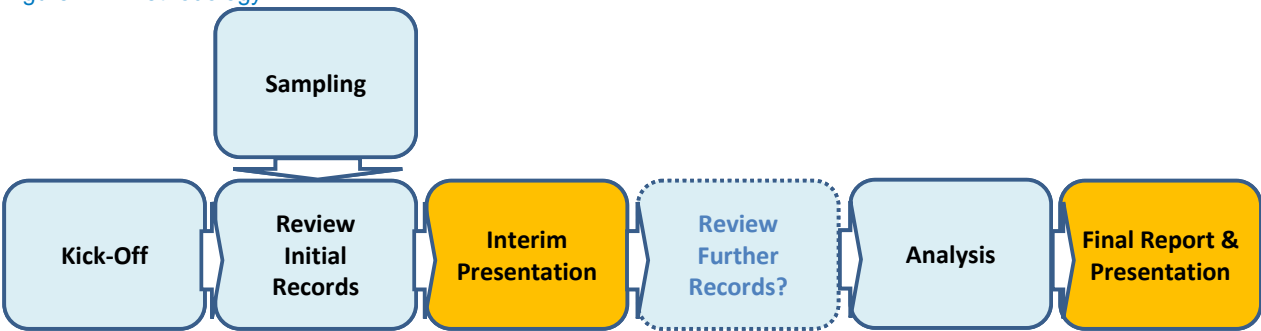 Sampling
Kick-Off
Review
Initial
Records
Interim
Presentation
Review
Further
Records?
Analysis
Final Report &
Presentation